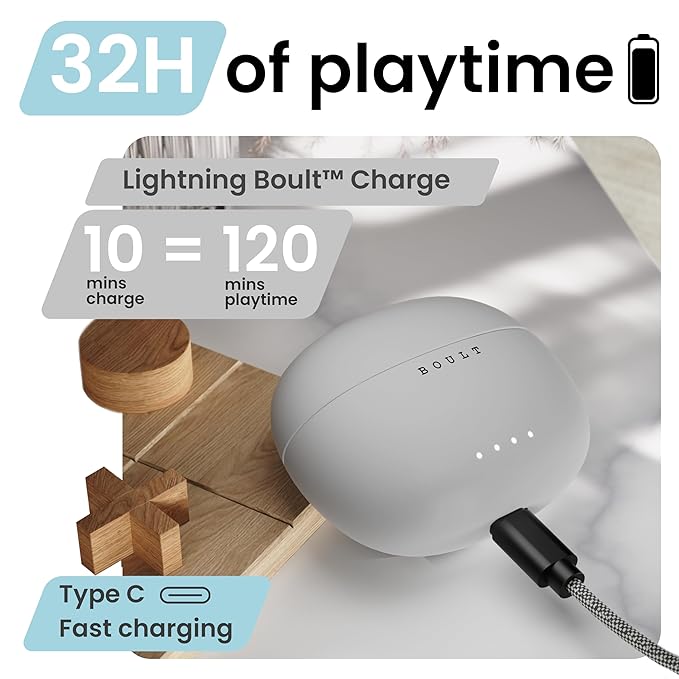 32H of playtime
Lightning Boult™ Charge
10 = 120
mins charge
mins playtime
BOULT
Type C
Fast charging